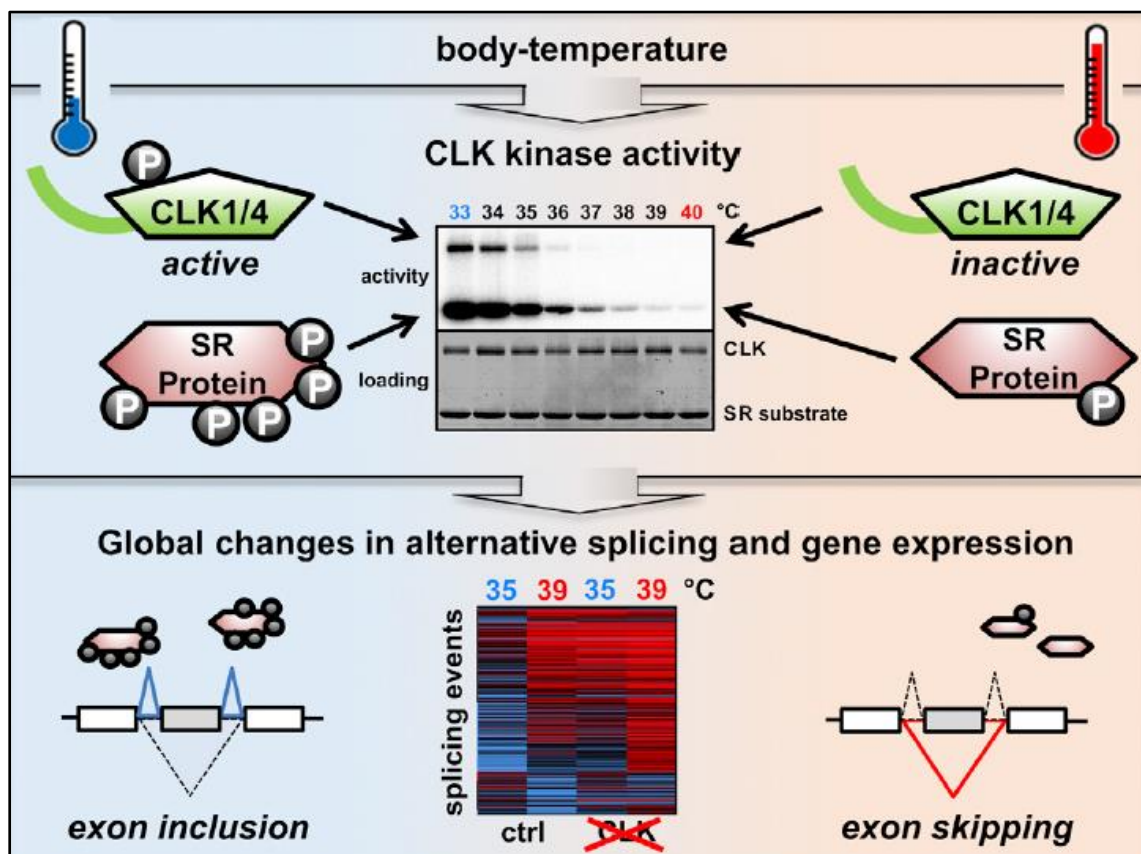 body-temperature
CLK kinase activity
P
CLK1/4
active
33 34 35 36 37 38 39 40 °C
CLK1/4
inactive
activity
SR
Protein
P
P
P
P
P
loading
CLK
SR substrate
SR
Protein
P
Global changes in alternative splicing and gene expression
35 39 35 39 °C
splicing events
exon inclusion
ctrl
CLK
exon skipping